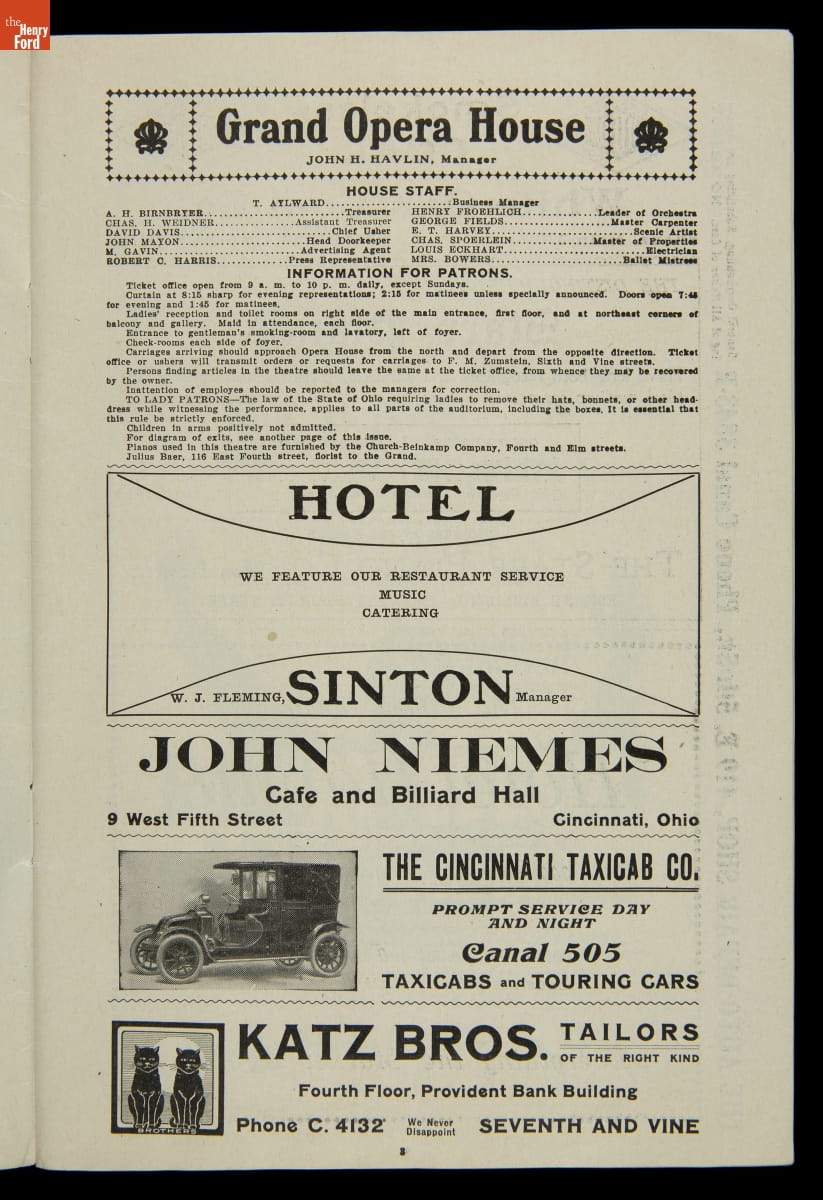 the
Henry
Ford
Grand Opera House
JOHN H. HAVLIN, Manager
HOUSE STAFF.
T. AYLWARD........................Business Manager
A. H. BIRNBRYER........................Treasurer
CHAS. H. WEIDNER..............Assistant Treasurer
DAVID DAVIS..........................Chief Usher
JOHN MAYON......................Head Doorkeeper
M. GAVIN........................Advertising Agent
ROBERT C. HARRIS.............Press Representative
HENRY FROEHLICH.............Leader of Orchestra
GEORGE FIELDS..................Master Carpenter
E. T. HARVEY........................Scenic Artist
CHAS. SPOEHLEIN..............Master of Properties
LOUIS ECKHART........................Electrician
MRS. BOWERS......................Ballet Mistress
INFORMATION FOR PATRONS.
Ticket office open from 9 a. m. to 10 p. m. daily, except Sundays.
Curtain at 8:15 sharp for evening representations; 2:15 for matinees unless specially announced. Doors open 7:45
for evening and 1:45 for matinees.
Ladies' reception and toilet rooms on right side of the main entrance, first floor, and at northeast corners of
balcony and gallery. Maid in attendance, each floor.
Entrance to gentleman's smoking-room and lavatory, left of foyer.
Check-rooms each side of foyer.
Carriages arriving should approach Opera House from the north and depart from the opposite direction. Ticket
office or ushers will transmit orders or requests for carriages to F. M. Zumstein, Sixth and Vine streets.
Persons finding articles in the theatre should leave the same at the ticket office, from whence they may be recovered
by the owner.
Inattention of employes should be reported to the managers for correction.
TO LADY PATRONS—The law of the State of Ohio requiring ladies to remove their hats, bonnets, or other head-
dress while witnessing the performance, applies to all parts of the auditorium, including the boxes. It is essential that
this rule be strictly enforced.
Children in arms positively not admitted.
For diagram of exits, see another page of this issue.
Pianos used in this theatre are furnished by the Church-Beinkamp Company, Fourth and Elm streets.
Julius Baer, 116 East Fourth street, florist to the Grand.
HOTEL
WE FEATURE OUR RESTAURANT SERVICE
MUSIC
CATERING
W. J. FLEMING, SINTON Manager
JOHN NIEMES
Cafe and Billiard Hall
9 West Fifth Street Cincinnati, Ohio
THE CINCINNATI TAXICAB CO.
PROMPT SERVICE DAY
AND NIGHT
Canal 505
TAXICABS and TOURING CARS
KATZ BROS. TAILORS
OF THE RIGHT KIND
BROTHERS
Fourth Floor, Provident Bank Building
Phone C. 4132 We Never
Disappoint SEVENTH AND VINE
3